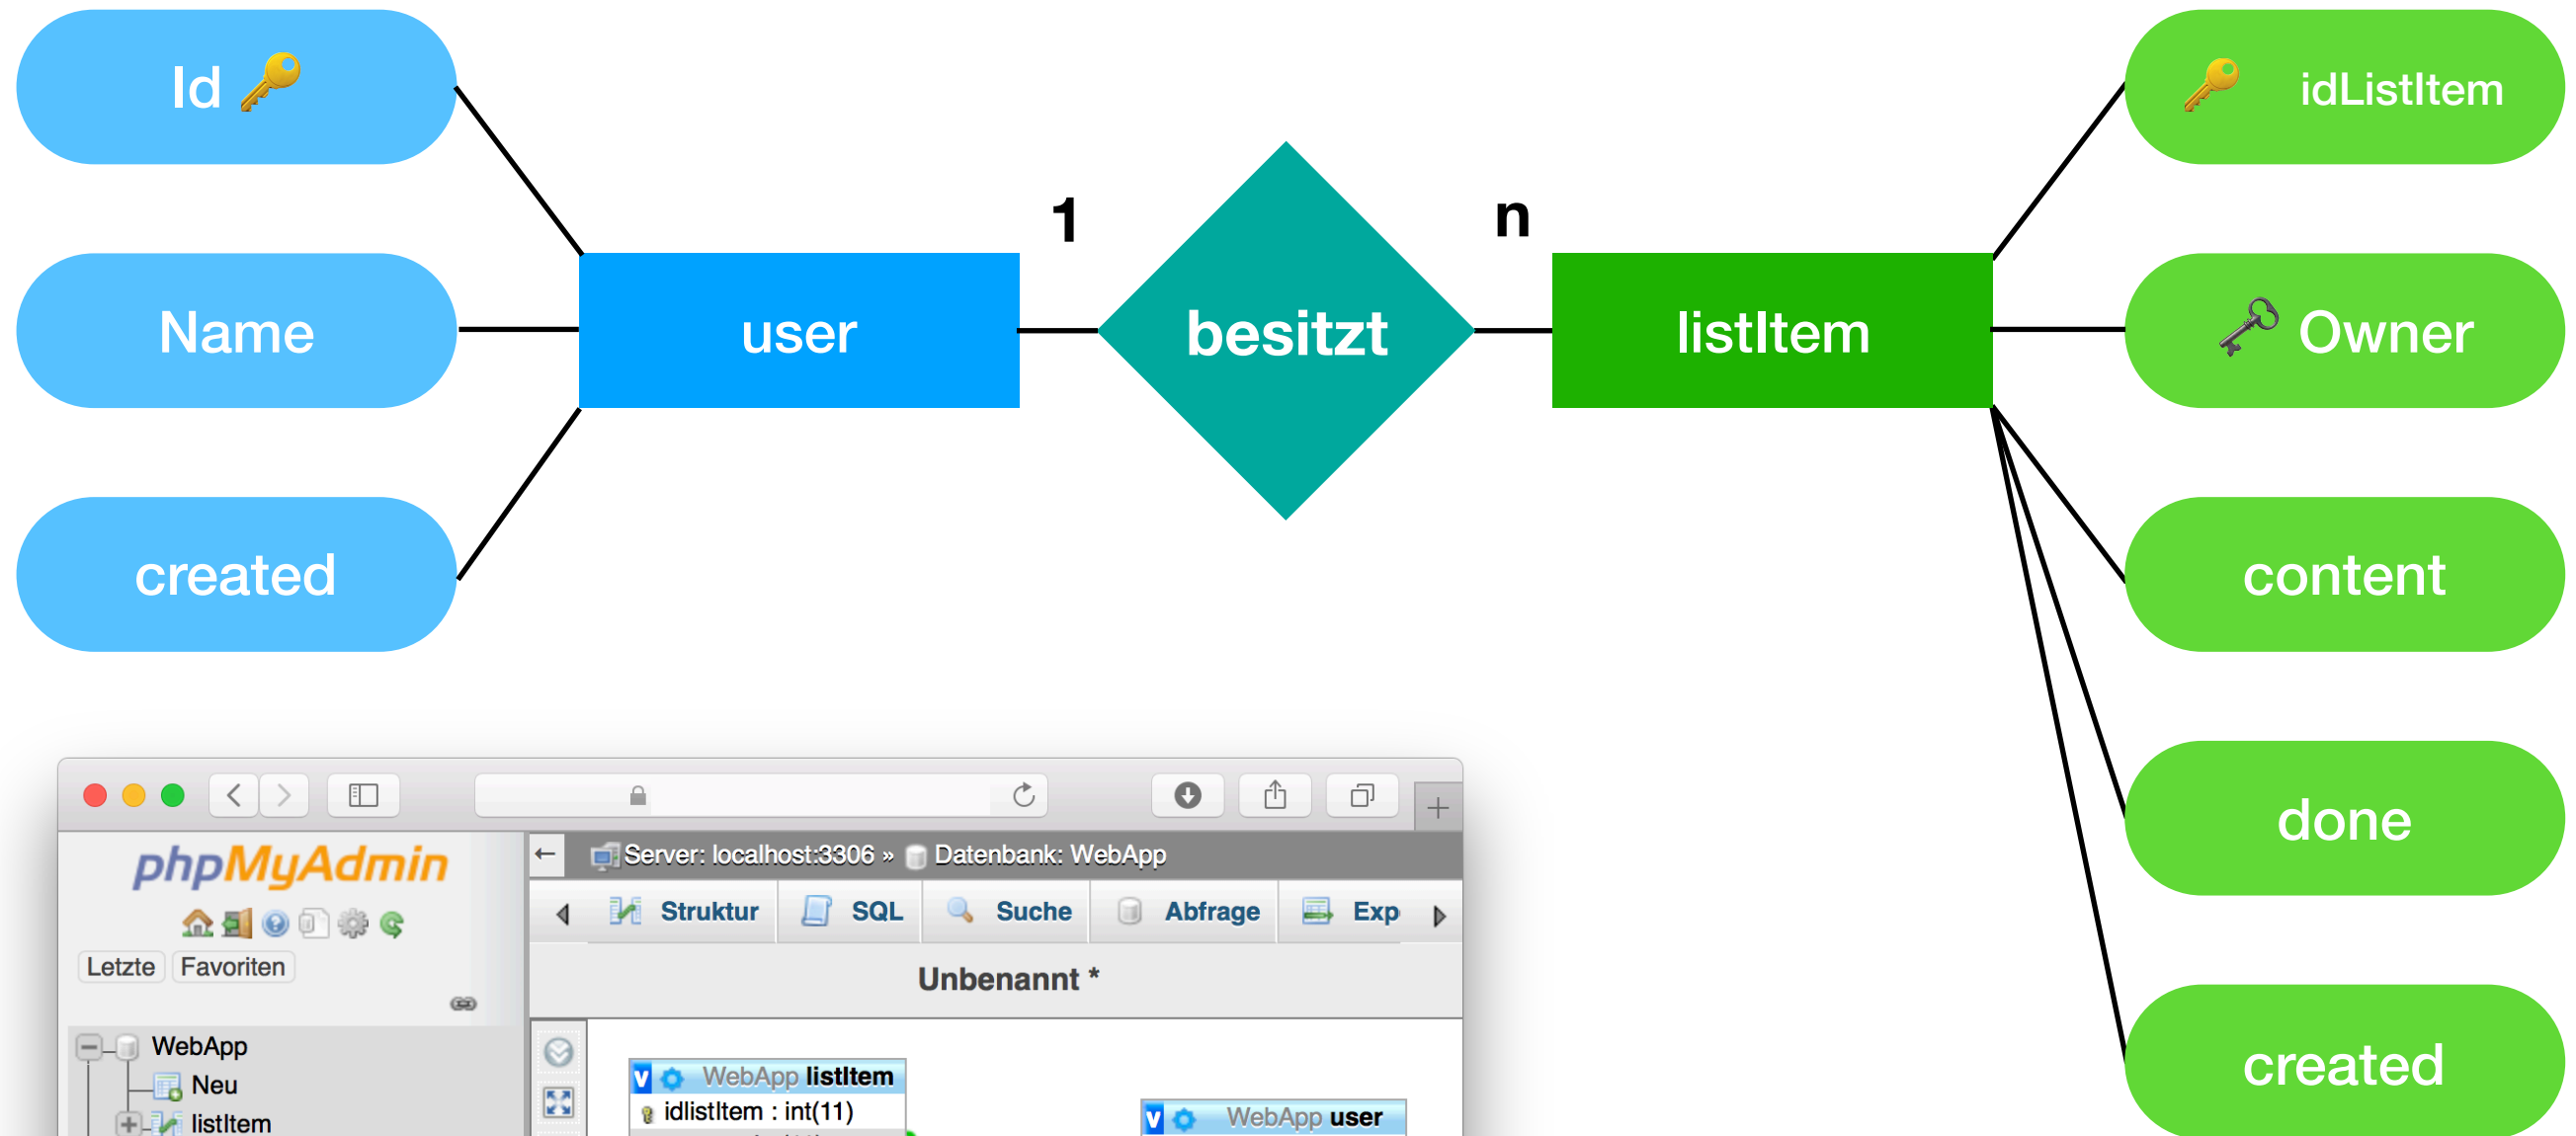 Id
idListItem
1
n
Name
user
besitzt
listItem
Owner
created
content
done
created
phpMyAdmin
Server: localhost:3306 » Datenbank: WebApp
Struktur
SQL
Suche
Abfrage
Exp
Letzte
Favoriten
Unbenannt *
WebApp
Neu
listItem
WebApp listItem
idlistItem : int(11)
WebApp user